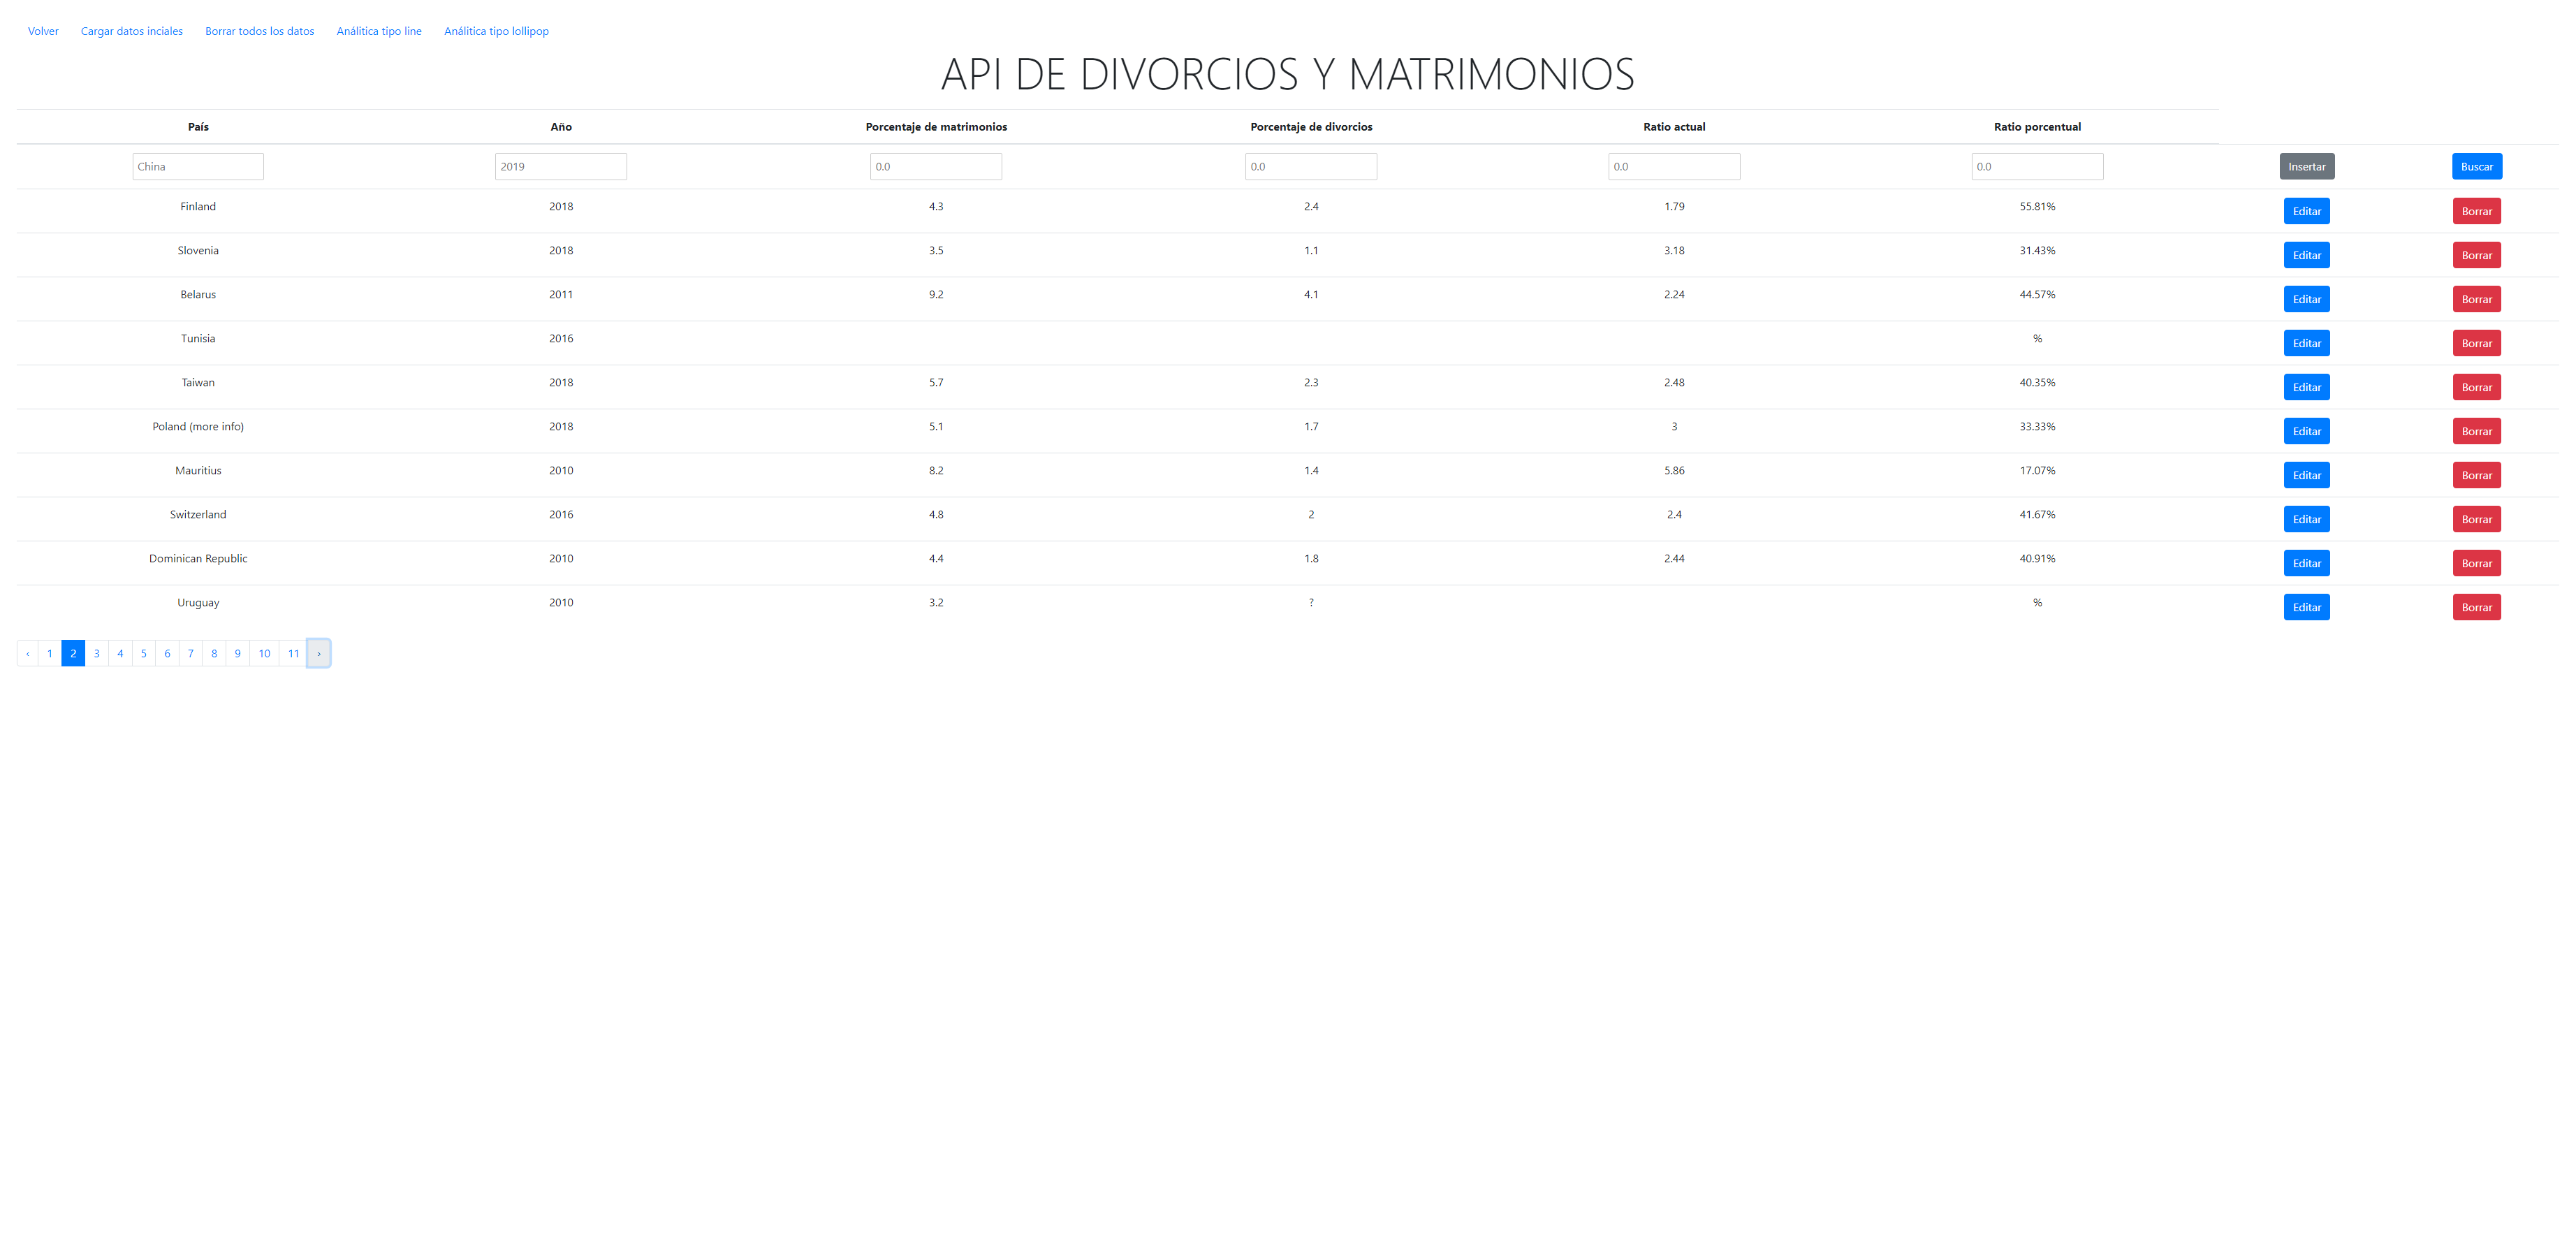 Volver Cargar datos inciales Borrar todos los datos Análitica tipo line Análitica tipo lollipop
API DE DIVORCIOS Y MATRIMONIOS
País Año Porcentaje de matrimonios Porcentaje de divorcios Ratio actual Ratio porcentual
China 2019 0.0 0.0 0.0 0.0 Insertar Buscar
Finland 2018 4.3 2.4 1.79 55.81% Editar Borrar
Slovenia 2018 3.5 1.1 3.18 31.43% Editar Borrar
Belarus 2011 9.2 4.1 2.24 44.57% Editar Borrar
Tunisia 2016 % Editar Borrar
Taiwan 2018 5.7 2.3 2.48 40.35% Editar Borrar
Poland (more info) 2018 5.1 1.7 3 33.33% Editar Borrar
Mauritius 2010 8.2 1.4 5.86 17.07% Editar Borrar
Switzerland 2016 4.8 2 2.4 41.67% Editar Borrar
Dominican Republic 2010 4.4 1.8 2.44 40.91% Editar Borrar
Uruguay 2010 3.2 ? % Editar Borrar
‹ 1 2 3 4 5 6 7 8 9 10 11 ›